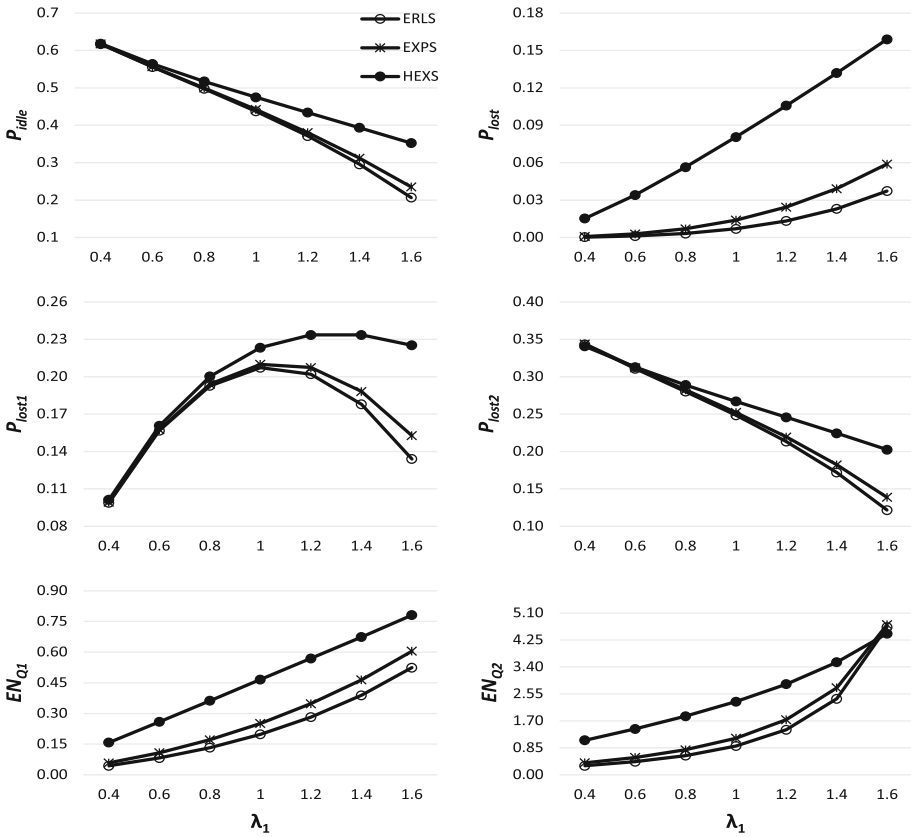 0.7
0.6
0.5
0.4
0.3
0.2
0.1
P_idle
ERLS
EXPS
HEXS
0.4 0.6 0.8 1 1.2 1.4 1.6
0.18
0.15
0.12
0.09
0.06
0.03
0.00
P_lost
0.4 0.6 0.8 1 1.2 1.4 1.6
0.26
0.23
0.20
0.17
0.14
0.11
0.08
P_lost1
0.4 0.6 0.8 1 1.2 1.4 1.6
0.40
0.35
0.30
0.25
0.20
0.15
0.10
P_lost2
0.4 0.6 0.8 1 1.2 1.4 1.6
0.90
0.75
0.60
0.45
0.30
0.15
0.00
EN_Q1
0.4 0.6 0.8 1 1.2 1.4 1.6
λ₁
5.10
4.25
3.40
2.55
1.70
0.85
0.00
EN_Q2
0.4 0.6 0.8 1 1.2 1.4 1.6
λ₁